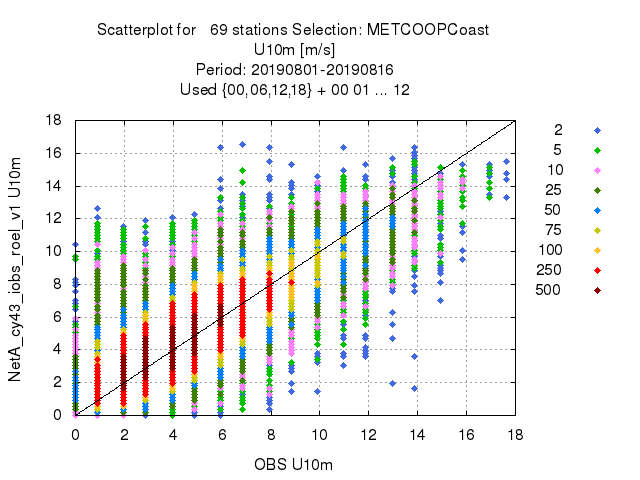 Scatterplot for 69 stations Selection: METCOOPCoast
U10m [m/s]
Period: 20190801-20190816
Used {00,06,12,18} + 00 01 ... 12
NetA_cy43_iobs_roel_v1 U10m
18
16
14
12
10
8
6
4
2
0
0 2 4 6 8 10 12 14 16 18
OBS U10m
2
5
10
25
50
75
100
250
500